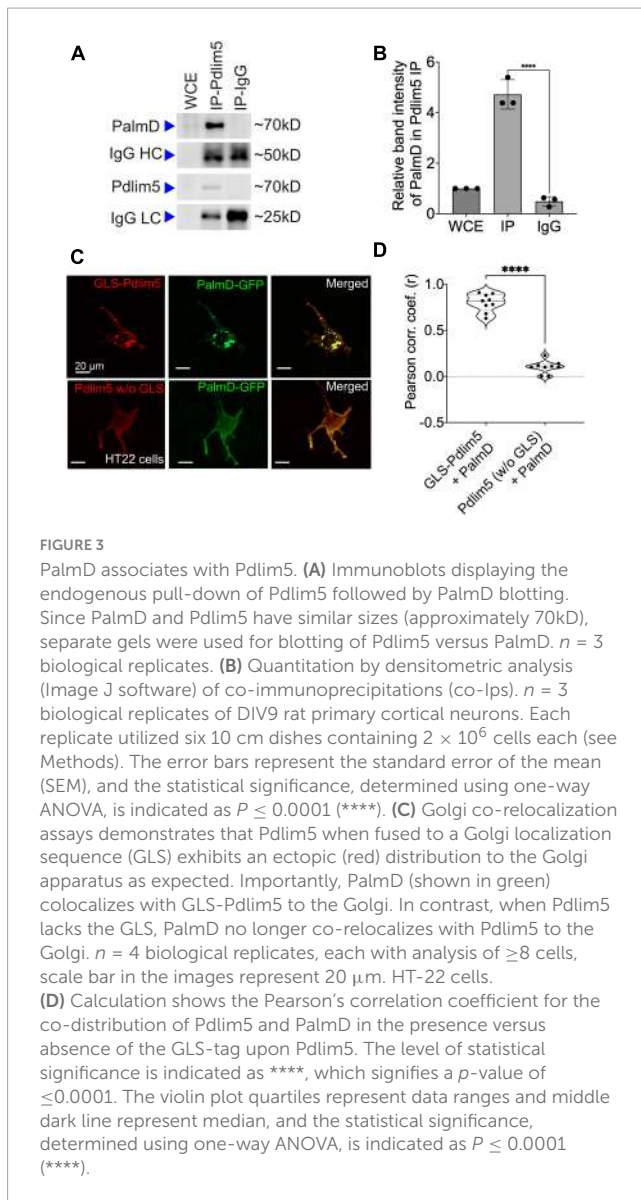 A
WCE
IP-Pdlim5
IP-IgG
PalmD
~70kD
IgG HC
~50kD
Pdlim5
~70kD
IgG LC
~25kD
B
Relative band intensity
of PalmD in Pdlim5 IP
6
4
2
0
****
WCE
IP
IgG
C
GLS-Pdlim5
PalmD-GFP
Merged
20 µm
Pdlim5 w/o GLS
PalmD-GFP
Merged
HT22 cells
D
Pearson corr. coef. (r)
1.0
0.5
0.0
-0.5
****
GLS-Pdlim5
+ PalmD
Pdlim5 (w/o GLS)
+ PalmD
FIGURE 3
PalmD associates with Pdlim5. (A) Immunoblots displaying the
endogenous pull-down of Pdlim5 followed by PalmD blotting.
Since PalmD and Pdlim5 have similar sizes (approximately 70kD),
separate gels were used for blotting of Pdlim5 versus PalmD. n = 3
biological replicates. (B) Quantitation by densitometric analysis
(Image J software) of co-immunoprecipitations (co-Ips). n = 3
biological replicates of DIV9 rat primary cortical neurons. Each
replicate utilized six 10 cm dishes containing 2 × 10⁶ cells each (see
Methods). The error bars represent the standard error of the mean
(SEM), and the statistical significance, determined using one-way
ANOVA, is indicated as P ≤ 0.0001 (****). (C) Golgi co-relocalization
assays demonstrates that Pdlim5 when fused to a Golgi localization
sequence (GLS) exhibits an ectopic (red) distribution to the Golgi
apparatus as expected. Importantly, PalmD (shown in green)
colocalizes with GLS-Pdlim5 to the Golgi. In contrast, when Pdlim5
lacks the GLS, PalmD no longer co-relocalizes with Pdlim5 to the
Golgi. n = 4 biological replicates, each with analysis of ≥8 cells,
scale bar in the images represent 20 µm. HT-22 cells.
(D) Calculation shows the Pearson's correlation coefficient for the
co-distribution of Pdlim5 and PalmD in the presence versus
absence of the GLS-tag upon Pdlim5. The level of statistical
significance is indicated as ****, which signifies a p-value of
≤0.0001. The violin plot quartiles represent data ranges and middle
dark line represent median, and the statistical significance,
determined using one-way ANOVA, is indicated as P ≤ 0.0001
(****).